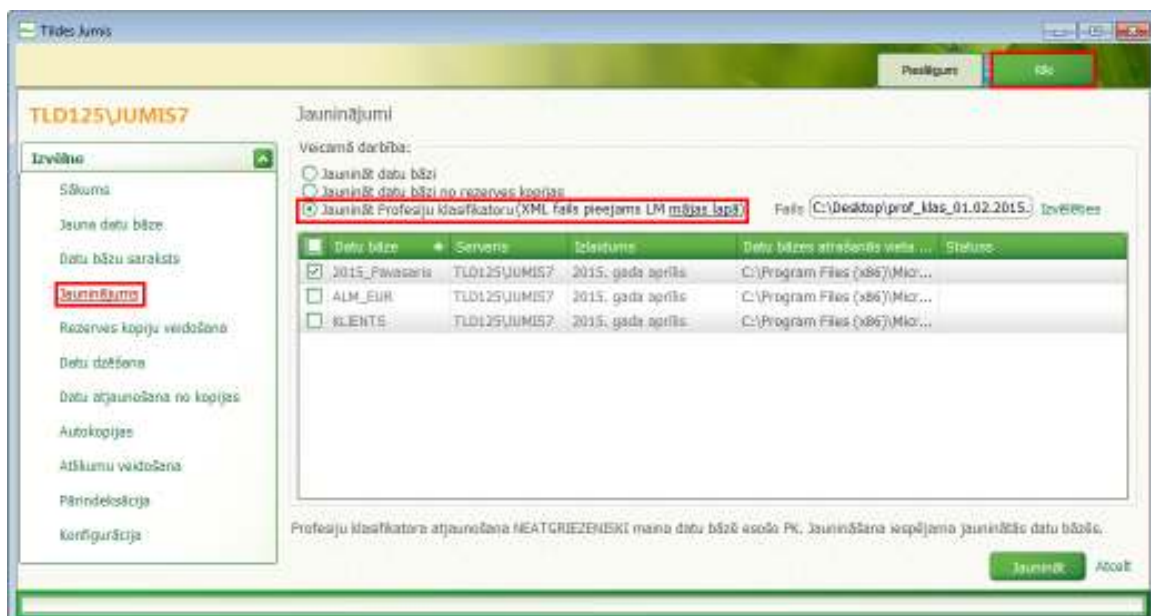 Tildes Jumis
Pieslēgums Rīki
TLD125\JUMIS7
Jauninājumi
Izvēlne
Sākums
Jauna datu bāze
Datu bāzu saraksts
Jauninājums
Rezerves kopiju veidošana
Datu dzēšana
Datu atjaunošana no kopijas
Autokopijas
Atlikumu veidošana
Pārindeksācija
Konfigurācija
Veicamā darbība:
Jaunināt datu bāzi
Jaunināt datu bāzi no rezerves kopijas
Jaunināt Profesiju klasifikatoru (XML fails pieejams LM mājas lapā) Fails C:\Desktop\prof_klas_01.02.2015. Izvēlēties
Datu bāze Serveris Izlaidums Datu bāzes atrašanās vieta ... Statuss
2015_Pavasaris TLD125\JUMIS7 2015. gada aprīlis C:\Program Files (x86)\Micr...
ALM_EUR TLD125\JUMIS7 2015. gada aprīlis C:\Program Files (x86)\Micr...
KLIENTS TLD125\JUMIS7 2015. gada aprīlis C:\Program Files (x86)\Micr...
Profesiju klasifikatora atjaunošana NEATGRIEZENISKI maina datu bāzē esošo PK. Jaunināšana iespējama jauninātās datu bāzēs.
Jaunināt Atcelt